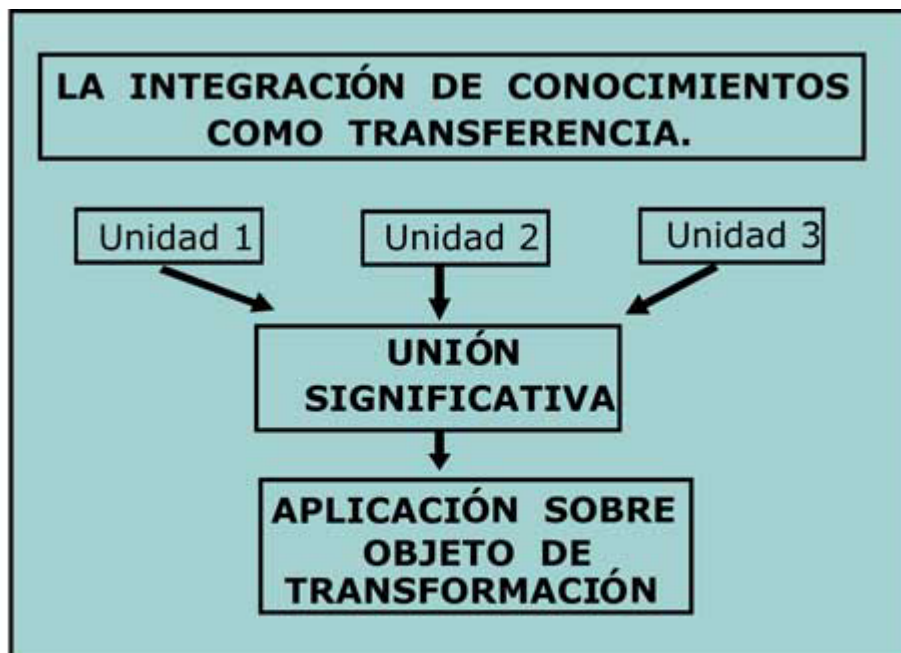 LA INTEGRACIÓN DE CONOCIMIENTOS
COMO TRANSFERENCIA.
Unidad 1
Unidad 2
Unidad 3
UNIÓN
SIGNIFICATIVA
APLICACIÓN SOBRE
OBJETO DE
TRANSFORMACIÓN